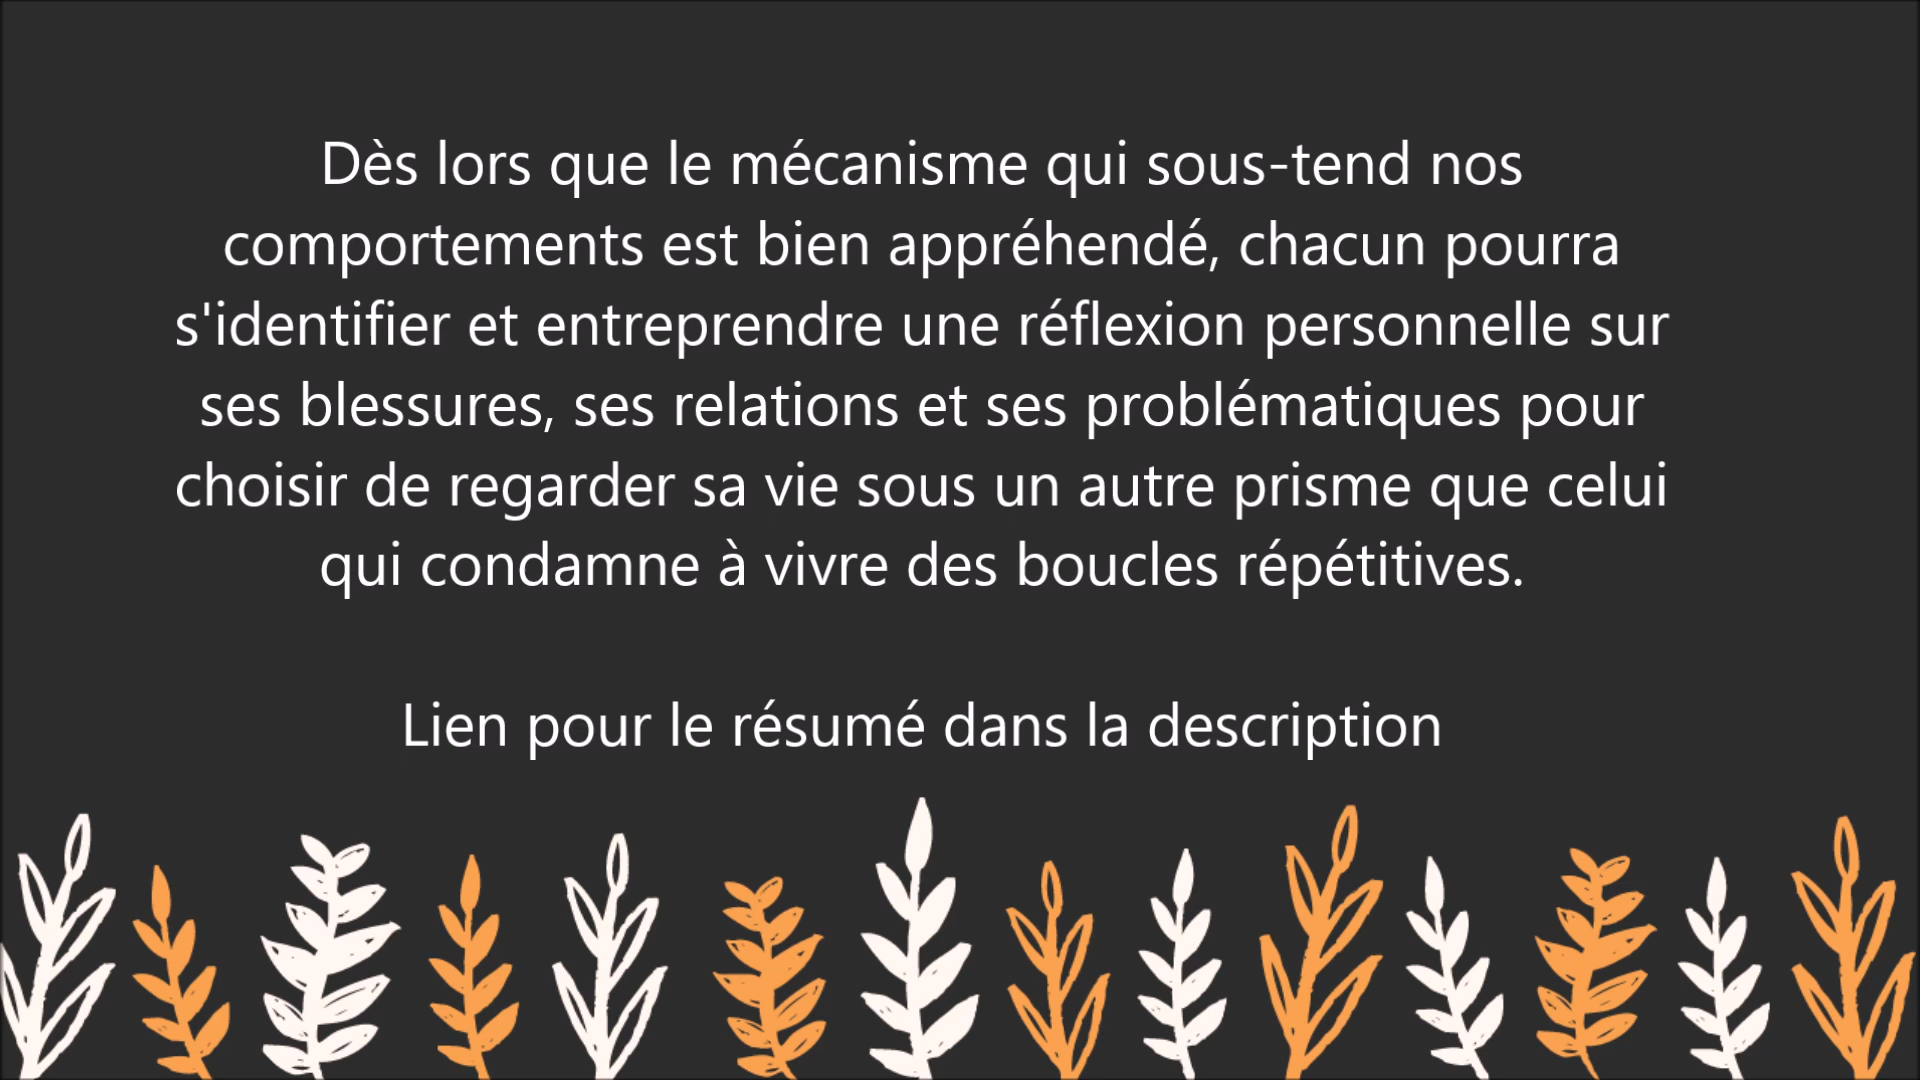 Dès lors que le mécanisme qui sous-tend nos
comportements est bien appréhendé, chacun pourra
s'identifier et entreprendre une réflexion personnelle sur
ses blessures, ses relations et ses problématiques pour
choisir de regarder sa vie sous un autre prisme que celui
qui condamne à vivre des boucles répétitives.
Lien pour le résumé dans la description